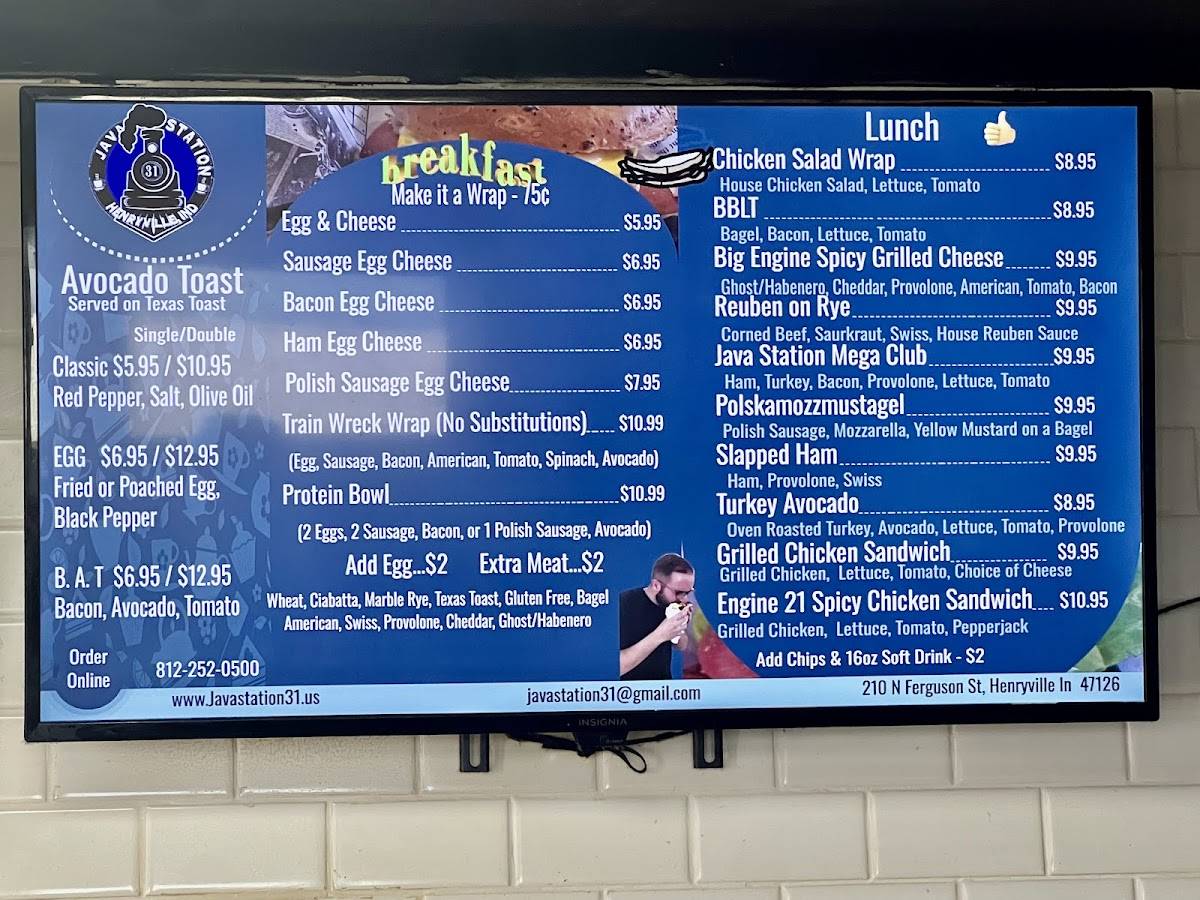 JAVA STATION
31
HENRYVILLE IND
Avocado Toast
Served on Texas Toast
Single/Double
Classic $5.95 / $10.95
Red Pepper, Salt, Olive Oil
EGG $6.95 / $12.95
Fried or Poached Egg,
Black Pepper
B. A. T $6.95 / $12.95
Bacon, Avocado, Tomato
Order
Online
812-252-0500
breakfast
Make it a Wrap - 75¢
Egg & Cheese $5.95
Sausage Egg Cheese $6.95
Bacon Egg Cheese $6.95
Ham Egg Cheese $6.95
Polish Sausage Egg Cheese $7.95
Train Wreck Wrap (No Substitutions) $10.99
(Egg, Sausage, Bacon, American, Tomato, Spinach, Avocado)
Protein Bowl $10.99
(2 Eggs, 2 Sausage, Bacon, or 1 Polish Sausage, Avocado)
Add Egg...$2 Extra Meat...$2
Wheat, Ciabatta, Marble Rye, Texas Toast, Gluten Free, Bagel
American, Swiss, Provolone, Cheddar, Ghost/Habenero
Lunch
Chicken Salad Wrap $8.95
House Chicken Salad, Lettuce, Tomato
BBLT $8.95
Bagel, Bacon, Lettuce, Tomato
Big Engine Spicy Grilled Cheese $9.95
Ghost/Habenero, Cheddar, Provolone, American, Tomato, Bacon
Reuben on Rye $9.95
Corned Beef, Saurkraut, Swiss, House Reuben Sauce
Java Station Mega Club $9.95
Ham, Turkey, Bacon, Provolone, Lettuce, Tomato
Polskamozzmustagel $9.95
Polish Sausage, Mozzarella, Yellow Mustard on a Bagel
Slapped Ham $9.95
Ham, Provolone, Swiss
Turkey Avocado $8.95
Oven Roasted Turkey, Avocado, Lettuce, Tomato, Provolone
Grilled Chicken Sandwich $9.95
Grilled Chicken, Lettuce, Tomato, Choice of Cheese
Engine 21 Spicy Chicken Sandwich $10.95
Grilled Chicken, Lettuce, Tomato, Pepperjack
Add Chips & 16oz Soft Drink - $2
www.Javastation31.us
javastation31@gmail.com
210 N Ferguson St, Henryville In 47126
INSIGNIA